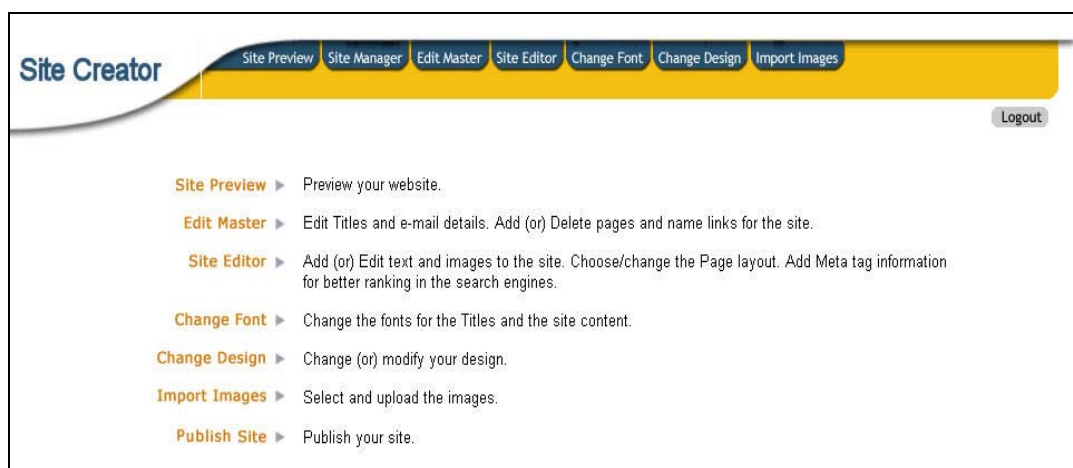 Site Creator
Site Preview Site Manager Edit Master Site Editor Change Font Change Design Import Images
Logout
Site Preview Preview your website.
Edit Master Edit Titles and e-mail details. Add (or) Delete pages and name links for the site.
Site Editor Add (or) Edit text and images to the site. Choose/change the Page layout. Add Meta tag information
for better ranking in the search engines.
Change Font Change the fonts for the Titles and the site content.
Change Design Change (or) modify your design.
Import Images Select and upload the images.
Publish Site Publish your site.